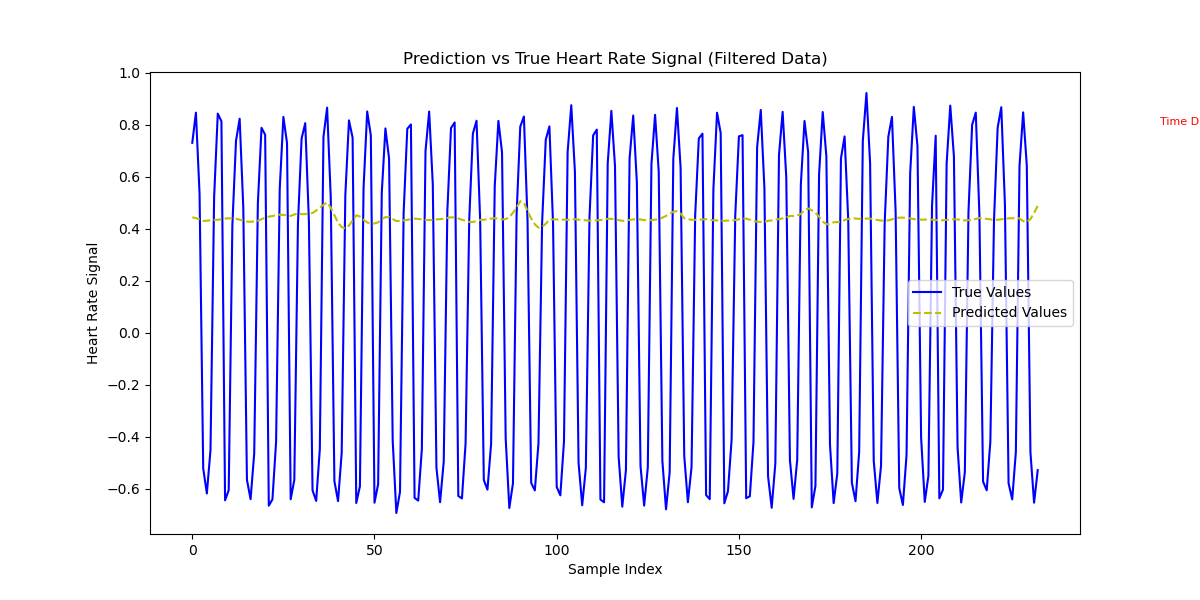 Prediction vs True Heart Rate Signal (Filtered Data)
Heart Rate Signal
1.0
0.8
0.6
0.4
0.2
0.0
−0.2
−0.4
−0.6
Time D
True Values
Predicted Values
0
50
100
150
200
Sample Index